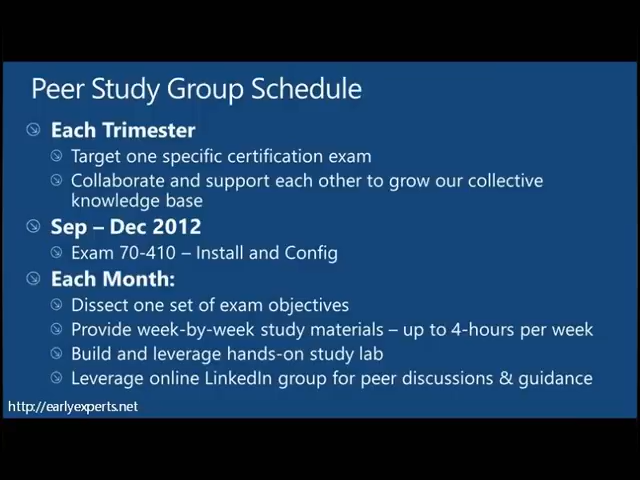 Peer Study Group Schedule
Each Trimester
Target one specific certification exam
Collaborate and support each other to grow our collective
knowledge base
Sep – Dec 2012
Exam 70-410 – Install and Config
Each Month:
Dissect one set of exam objectives
Provide week-by-week study materials – up to 4-hours per week
Build and leverage hands-on study lab
Leverage online LinkedIn group for peer discussions & guidance
http://earlyexperts.net